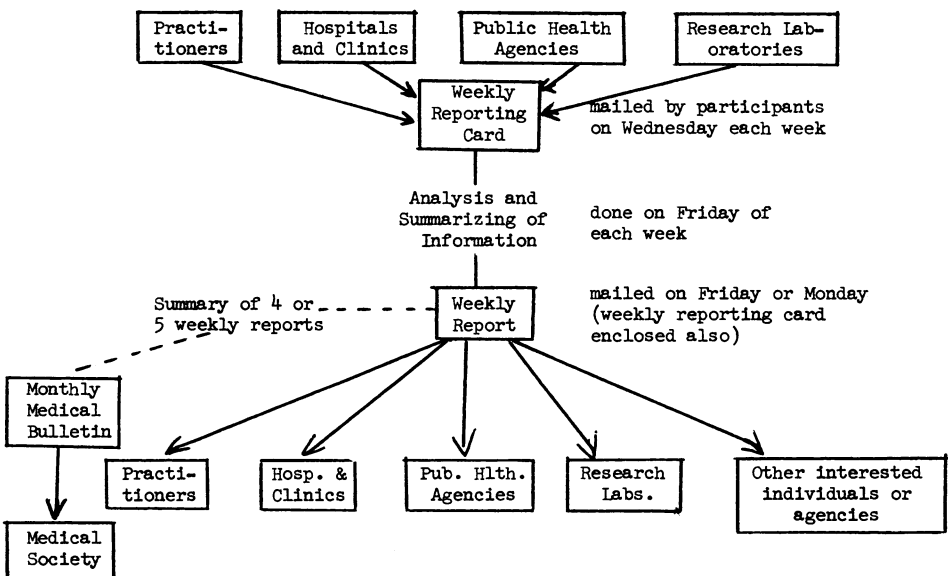 Practi-
tioners
Hospitals
and Clinics
Public Health
Agencies
Research Lab-
oratories
Weekly
Reporting
Card
mailed by participants
on Wednesday each week
Analysis and
Summarizing of
Information
done on Friday of
each week
Summary of 4 or
5 weekly reports
Weekly
Report
mailed on Friday or Monday
(weekly reporting card
enclosed also)
Monthly
Medical
Bulletin
Practi-
tioners
Hosp. &
Clinics
Pub. Hlth.
Agencies
Research
Labs.
Other interested
individuals or
agencies
Medical
Society